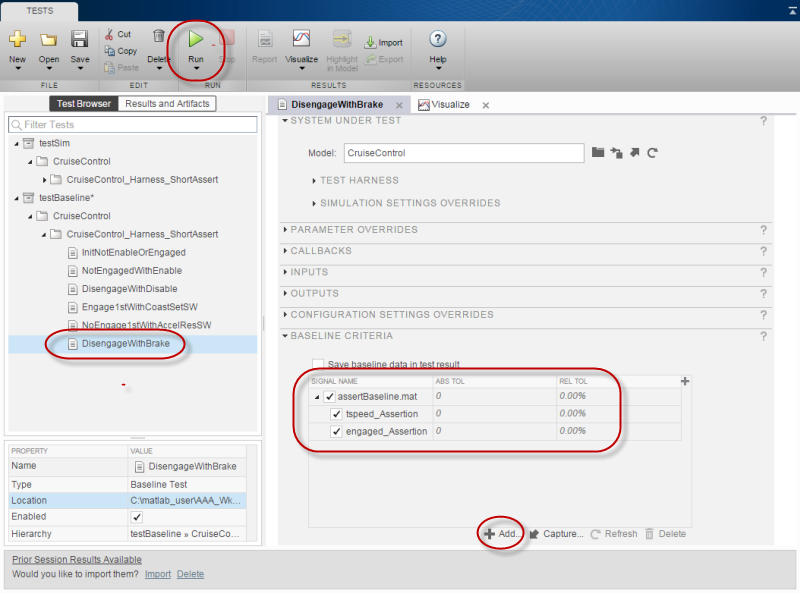 TESTS
New
Open
Save
Cut
Copy
Paste
Delete
Run
Stop
Report
Visualize
Highlight in Model
Import
Export
Help
FILE
EDIT
RUN
RESULTS
RESOURCES
Test Browser
Results and Artifacts
Filter Tests
testSim
CruiseControl
CruiseControl_Harness_ShortAssert
testBaseline*
CruiseControl
CruiseControl_Harness_ShortAssert
InitNotEnableOrEngaged
NotEngagedWithEnable
DisengageWithDisable
Engage1stWithCoastSetSW
NoEngage1stWithAccelResSW
DisengageWithBrake
PROPERTY VALUE
Name DisengageWithBrake
Type Baseline Test
Location C:\matlab_user\AAA_Wk...
Enabled
Hierarchy testBaseline » CruiseCo...
DisengageWithBrake
Visualize
SYSTEM UNDER TEST ?
Model: CruiseControl
TEST HARNESS
SIMULATION SETTINGS OVERRIDES
PARAMETER OVERRIDES ?
CALLBACKS ?
INPUTS ?
OUTPUTS ?
CONFIGURATION SETTINGS OVERRIDES ?
BASELINE CRITERIA ?
Save baseline data in test result
SIGNAL NAME ABS TOL REL TOL
assertBaseline.mat 0 0.00%
tspeed_Assertion 0 0.00%
engaged_Assertion 0 0.00%
Add... Capture... Refresh Delete
Prior Session Results Available
Would you like to import them? Import Delete